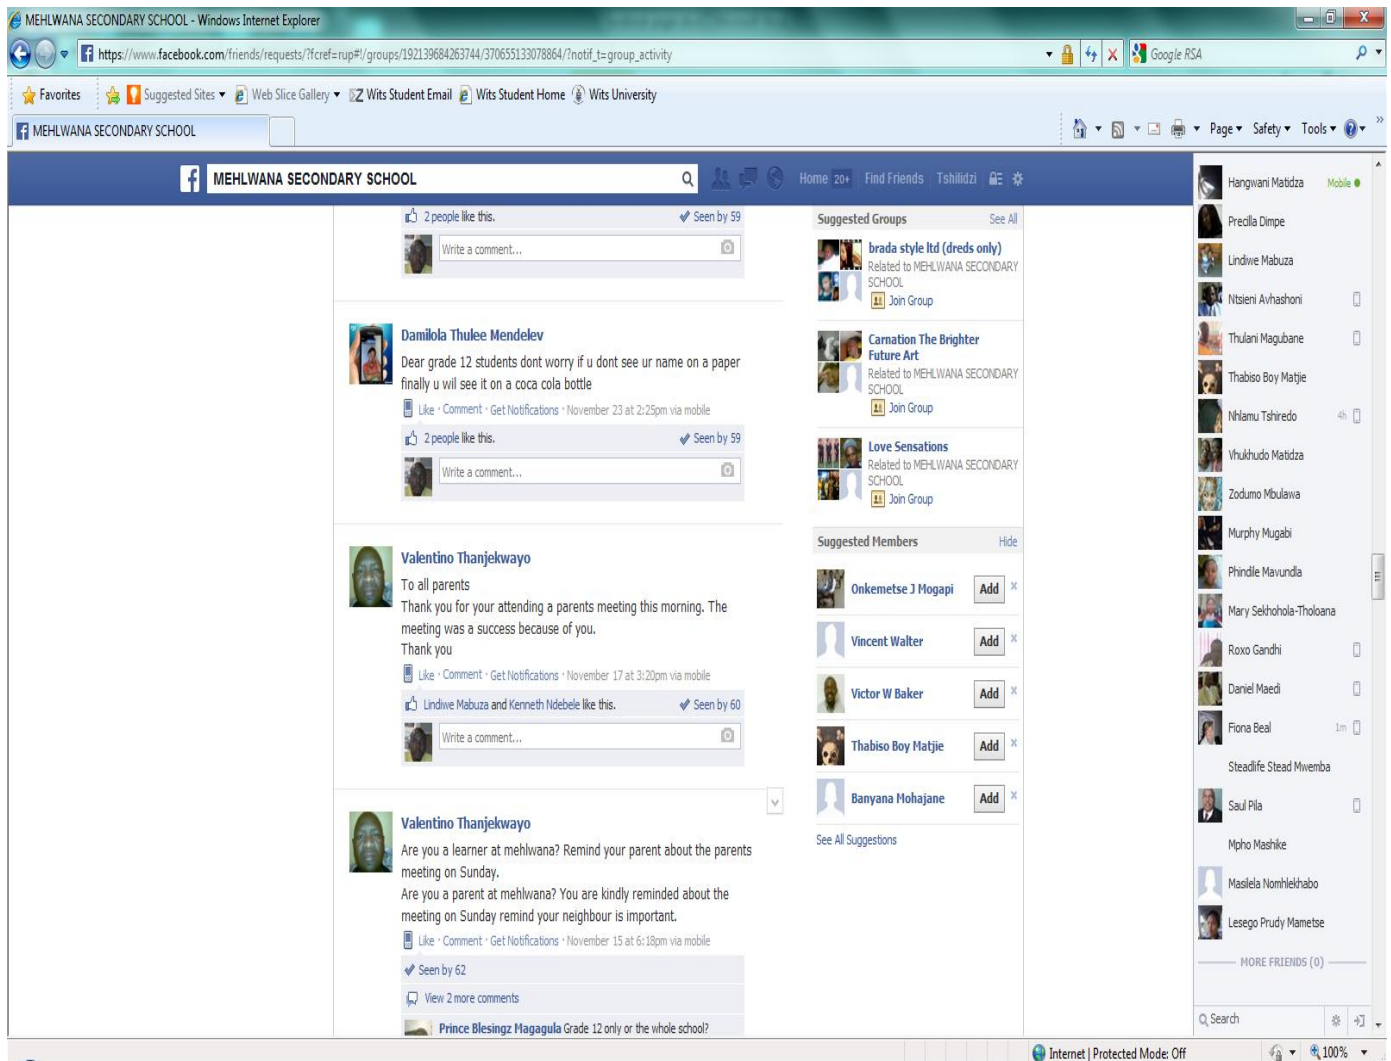 MEHLWANA SECONDARY SCHOOL - Windows Internet Explorer
https://www.facebook.com/friends/requests/?fcref=rup#!/groups/192139684263744/370655133078864/?notif_t=group_activity
Google RSA
Favorites Suggested Sites Web Slice Gallery Wits Student Email Wits Student Home Wits University
MEHLWANA SECONDARY SCHOOL
Page Safety Tools
MEHLWANA SECONDARY SCHOOL
Home 20+ Find Friends Tshilidzi
2 people like this. Seen by 59
Write a comment...
Damilola Thulee Mendelev
Dear grade 12 students dont worry if u dont see ur name on a paper
finally u wil see it on a coca cola bottle
Like · Comment · Get Notifications · November 23 at 2:25pm via mobile
2 people like this. Seen by 59
Write a comment...
Valentino Thanjekwayo
To all parents
Thank you for your attending a parents meeting this morning. The
meeting was a success because of you.
Thank you
Like · Comment · Get Notifications · November 17 at 3:20pm via mobile
Lindiwe Mabuza and Kenneth Ndebele like this. Seen by 60
Write a comment...
Valentino Thanjekwayo
Are you a learner at mehlwana? Remind your parent about the parents
meeting on Sunday.
Are you a parent at mehlwana? You are kindly reminded about the
meeting on Sunday remind your neighbour is important.
Like · Comment · Get Notifications · November 15 at 6:18pm via mobile
Seen by 62
View 2 more comments
Prince Blesingz Magagula Grade 12 only or the whole school?
Suggested Groups See All
brada style ltd (dreds only)
Related to MEHLWANA SECONDARY
SCHOOL
Join Group
Carnation The Brighter
Future Art
Related to MEHLWANA SECONDARY
SCHOOL
Join Group
Love Sensations
Related to MEHLWANA SECONDARY
SCHOOL
Join Group
Suggested Members Hide
Onkemetse J Mogapi Add x
Vincent Walter Add x
Victor W Baker Add x
Thabiso Boy Matjie Add x
Banyana Mohajane Add x
See All Suggestions
Hangwani Matidza Mobile
Precilla Dimpe
Lindiwe Mabuza
Ntsieni Avhashoni
Thulani Magubane
Thabiso Boy Matjie
Nhlamu Tshiredo 4h
Vhukhudo Matidza
Zodumo Mbulawa
Murphy Mugabi
Phindile Mavundla
Mary Sekhohola-Tholoana
Roxo Gandhi
Daniel Maedi
Fiona Beal 1m
Steadlife Stead Mwemba
Saul Pila
Mpho Mashike
Masilela Nomhlekhabo
Lesego Prudy Mametse
MORE FRIENDS (0)
Search
Internet | Protected Mode: Off 100%